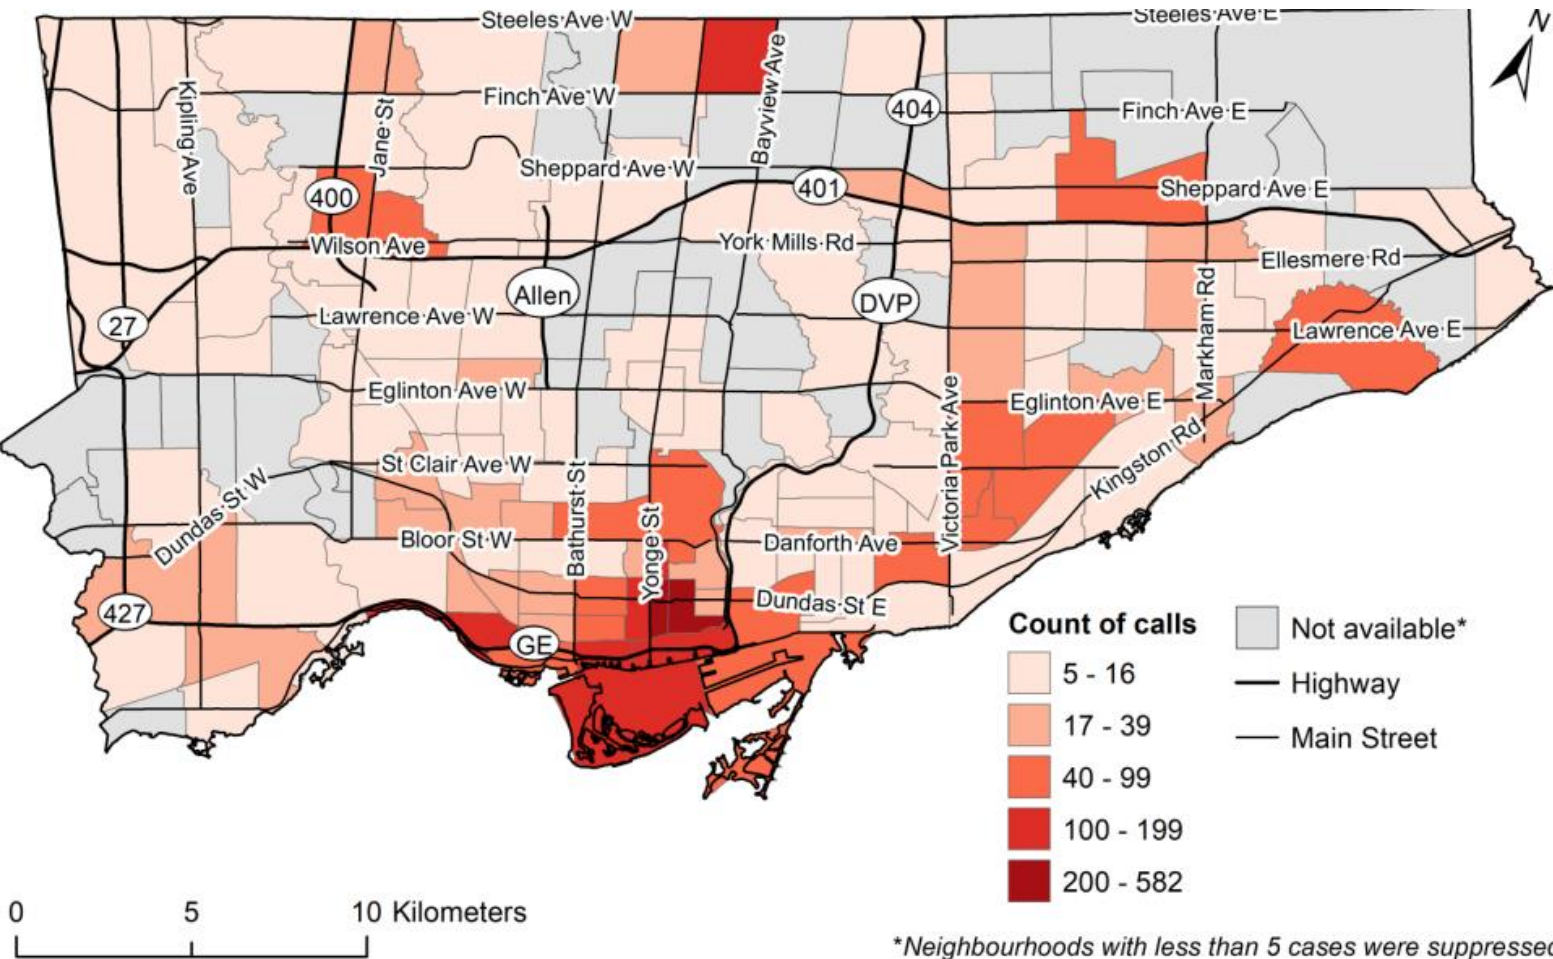 Steeles Ave W
Steeles Ave E
N
Kipling Ave
Jane St
Finch Ave W
Bayview Ave
404
Finch Ave E
400
Sheppard Ave W
401
Sheppard Ave E
Wilson Ave
York Mills Rd
Ellesmere Rd
27
Allen
DVP
Markham Rd
Lawrence Ave W
Lawrence Ave E
Eglinton Ave W
Victoria Park Ave
Eglinton Ave E
Dundas St W
St Clair Ave W
Bathurst St
Yonge St
Kingston Rd
Bloor St W
Danforth Ave
427
GE
Dundas St E
Count of calls
Not available*
5 - 16
Highway
17 - 39
Main Street
40 - 99
100 - 199
200 - 582
0 5 10 Kilometers
*Neighbourhoods with less than 5 cases were suppressed